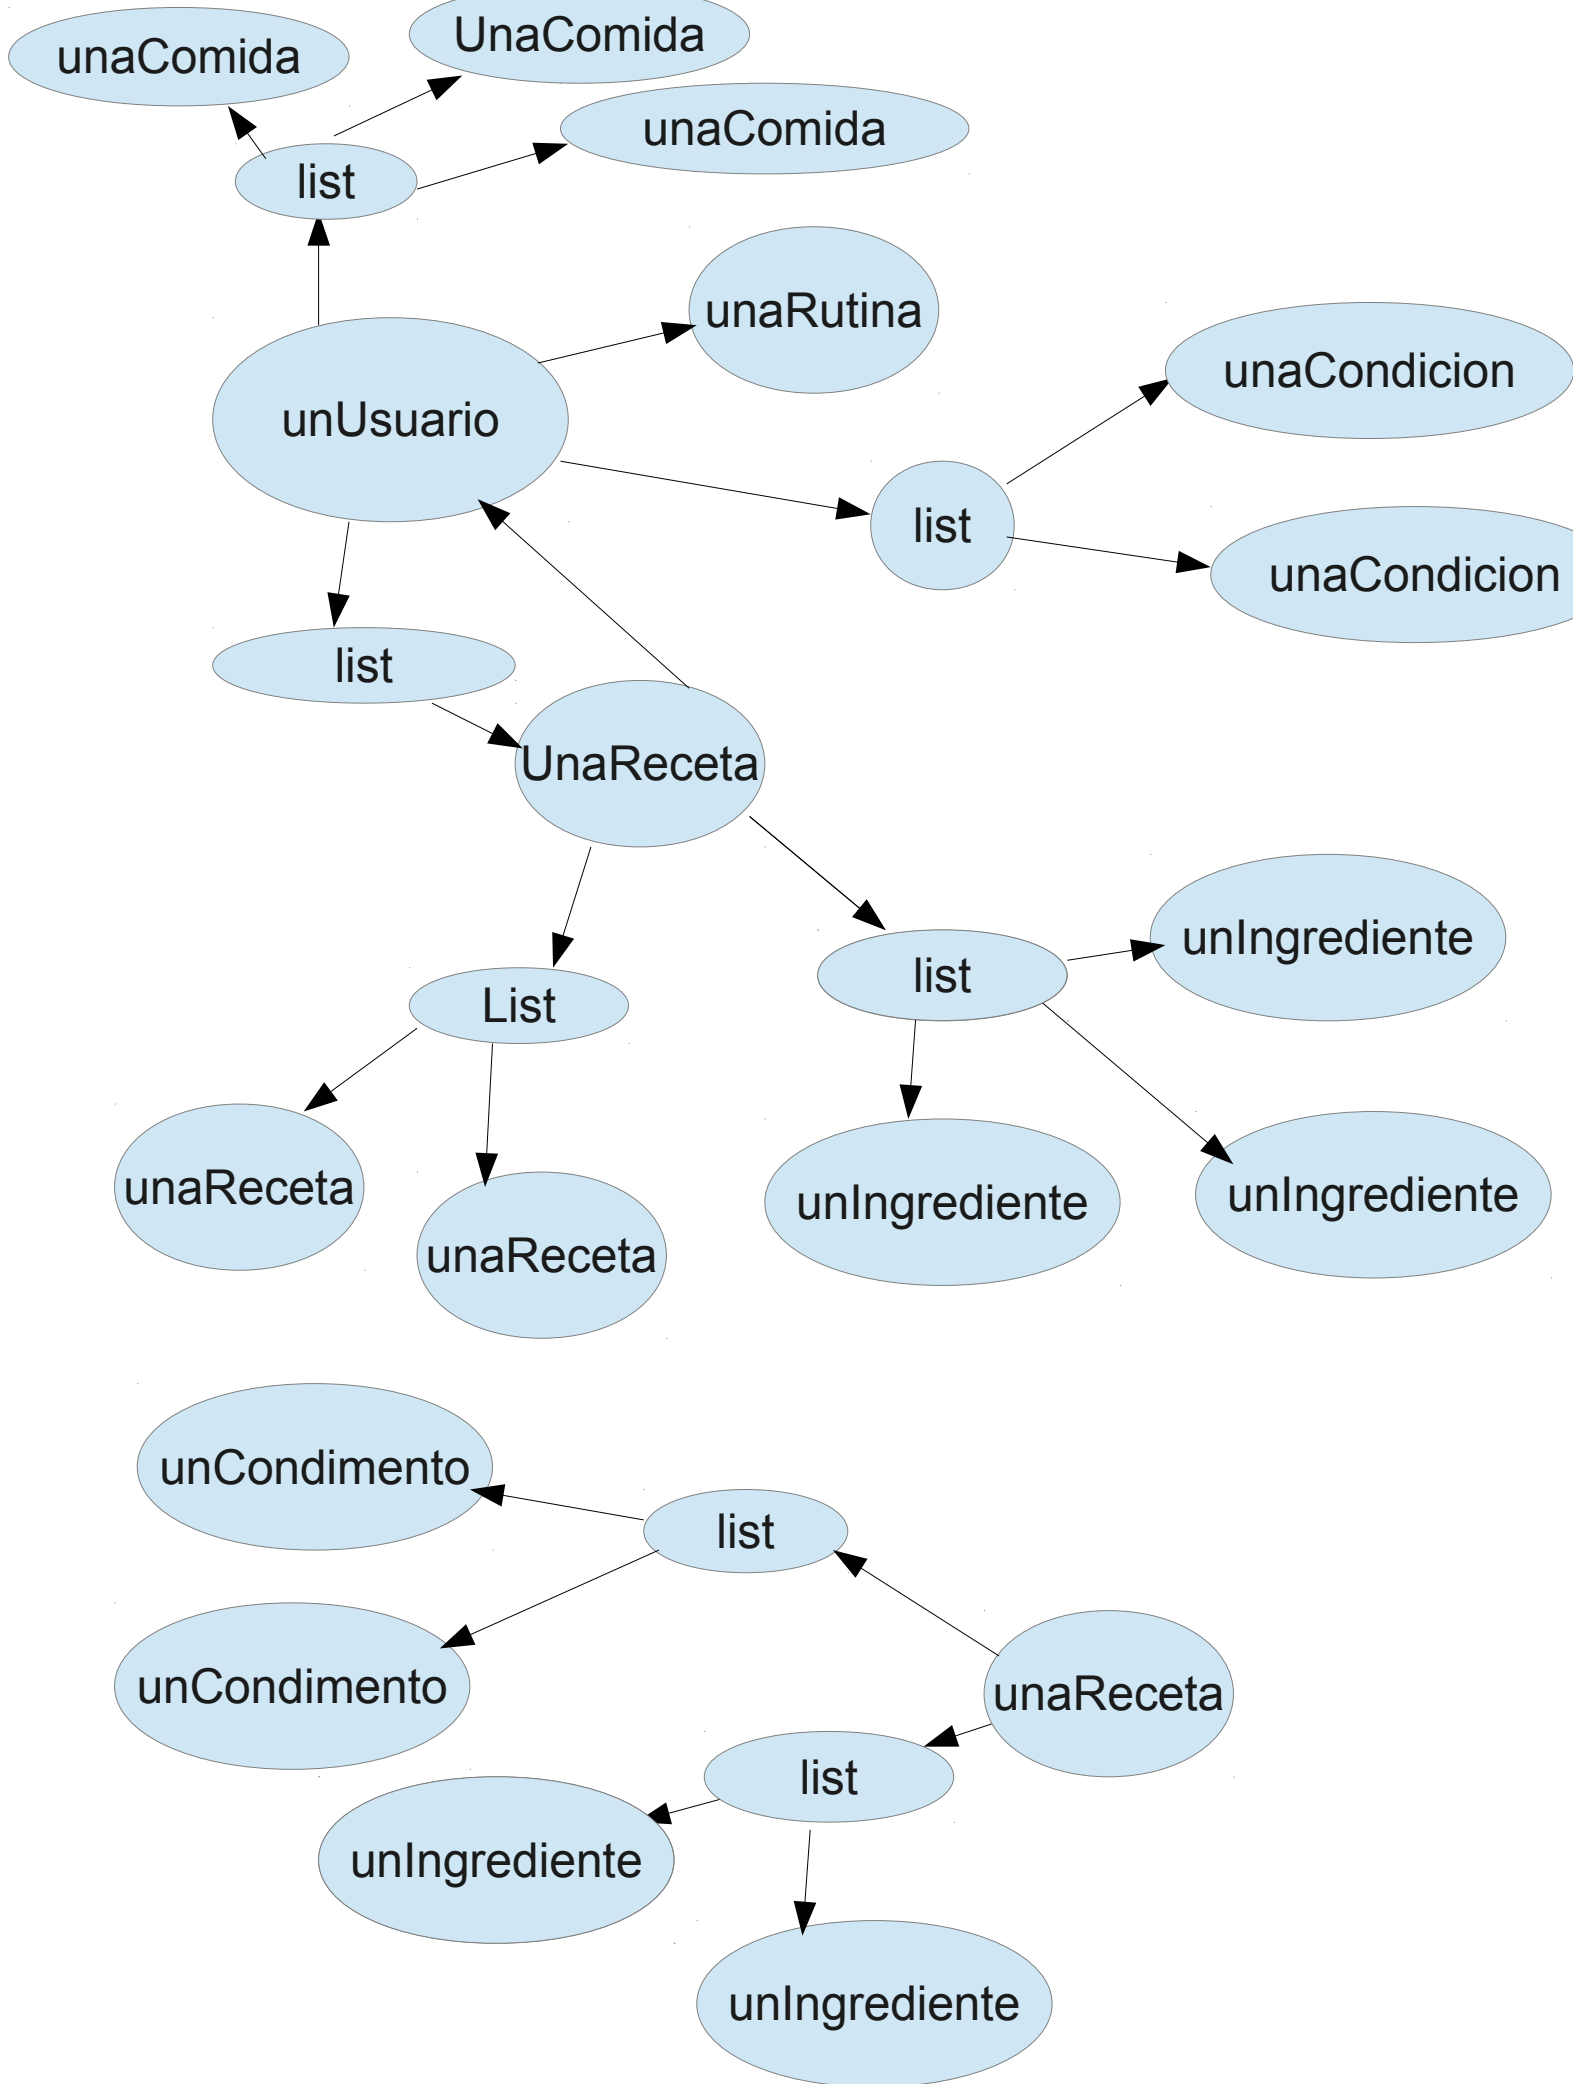 UnaComida
unaComida
unaComida
list
unaRutina
unaCondicion
unUsuario
list
unaCondicion
list
UnaReceta
unIngrediente
list
List
unaReceta
unIngrediente
unIngrediente
unaReceta
unCondimento
list
unCondimento
unaReceta
list
unIngrediente
unIngrediente